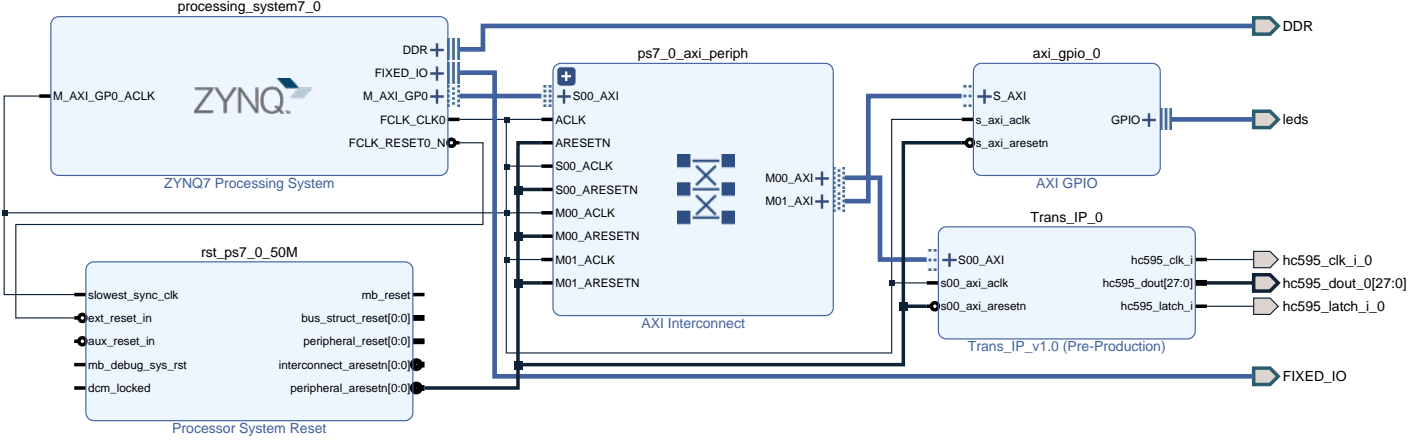 processing_system7_0
M_AXI_GP0_ACLK
ZYNQ
DDR
FIXED_IO
M_AXI_GP0
FCLK_CLK0
FCLK_RESET0_N
ZYNQ7 Processing System
rst_ps7_0_50M
slowest_sync_clk
ext_reset_in
aux_reset_in
mb_debug_sys_rst
dcm_locked
mb_reset
bus_struct_reset[0:0]
peripheral_reset[0:0]
interconnect_aresetn[0:0]
peripheral_aresetn[0:0]
Processor System Reset
ps7_0_axi_periph
S00_AXI
ACLK
ARESETN
S00_ACLK
S00_ARESETN
M00_ACLK
M00_ARESETN
M01_ACLK
M01_ARESETN
M00_AXI
M01_AXI
AXI Interconnect
axi_gpio_0
S_AXI
s_axi_aclk
s_axi_aresetn
GPIO
AXI GPIO
Trans_IP_0
S00_AXI
s00_axi_aclk
s00_axi_aresetn
hc595_clk_i
hc595_dout[27:0]
hc595_latch_i
Trans_IP_v1.0 (Pre-Production)
DDR
leds
hc595_clk_i_0
hc595_dout_0[27:0]
hc595_latch_i_0
FIXED_IO